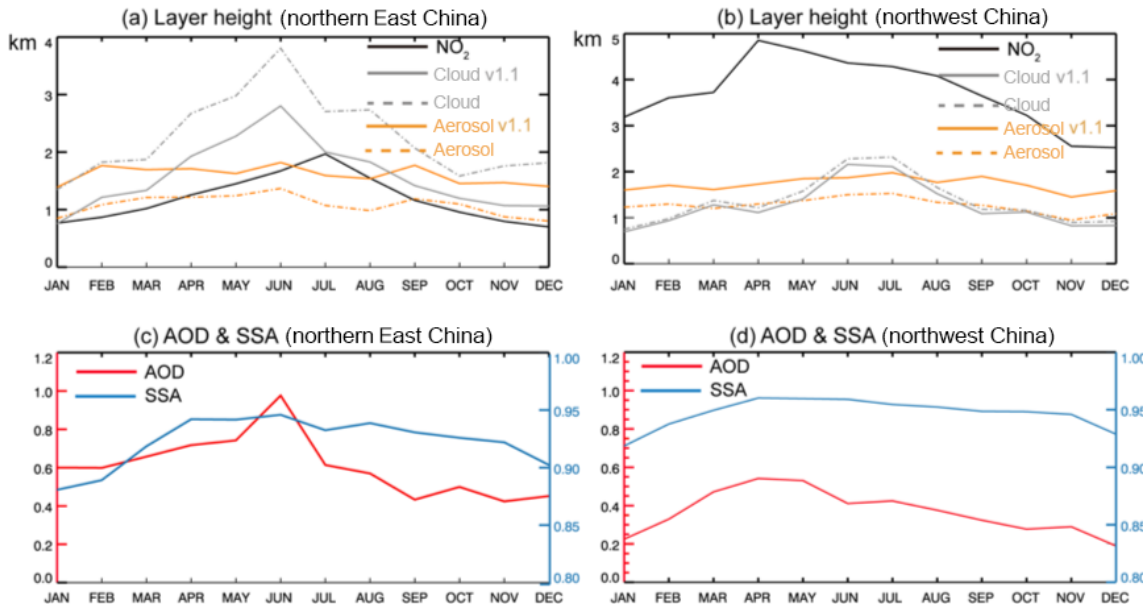 (a) Layer height (northern East China)
km
4
3
2
1
0
NO2
Cloud v1.1
Cloud
Aerosol v1.1
Aerosol
JAN FEB MAR APR MAY JUN JUL AUG SEP OCT NOV DEC
(b) Layer height (northwest China)
km
5
4
3
2
1
0
NO2
Cloud v1.1
Cloud
Aerosol v1.1
Aerosol
JAN FEB MAR APR MAY JUN JUL AUG SEP OCT NOV DEC
(c) AOD & SSA (northern East China)
1.2
1.0
0.8
0.6
0.4
0.2
0.0
AOD
SSA
1.00
0.95
0.90
0.85
0.80
JAN FEB MAR APR MAY JUN JUL AUG SEP OCT NOV DEC
(d) AOD & SSA (northwest China)
1.2
1.0
0.8
0.6
0.4
0.2
0.0
AOD
SSA
1.00
0.95
0.90
0.85
0.80
JAN FEB MAR APR MAY JUN JUL AUG SEP OCT NOV DEC